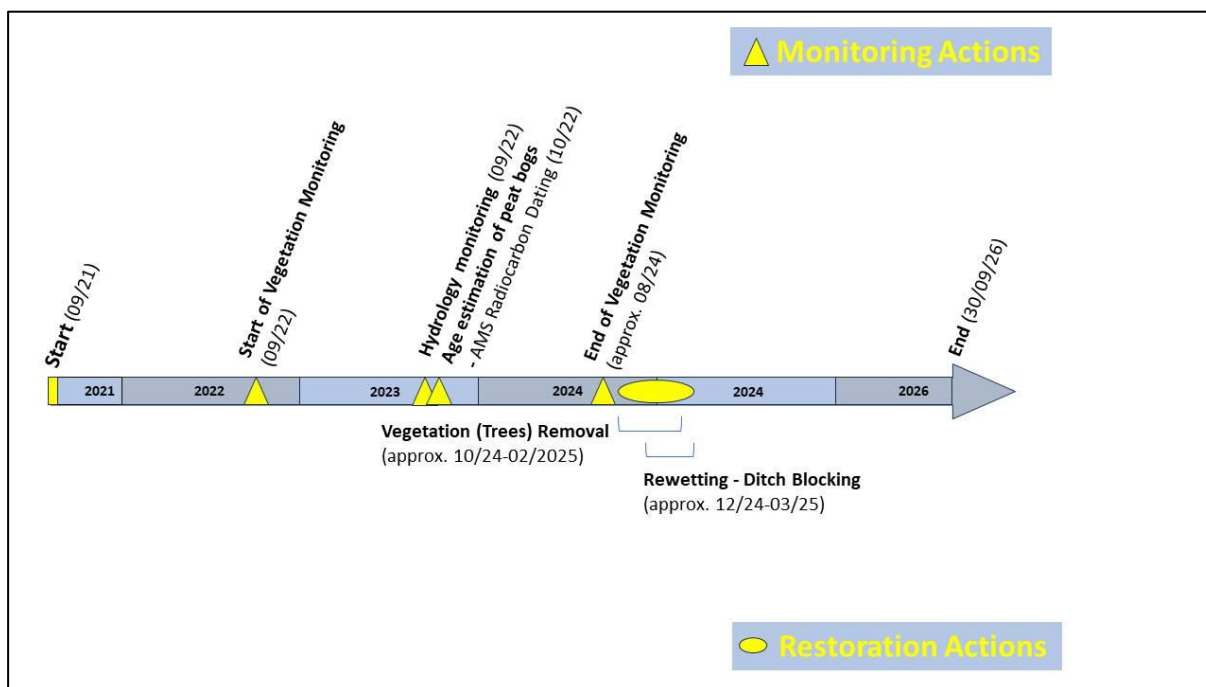 Monitoring Actions
Start (09/21)
Start of Vegetation Monitoring
(09/22)
Hydrology monitoring (09/22)
Age estimation of peat bogs
- AMS Radiocarbon Dating (10/22)
End of Vegetation Monitoring
(approx. 08/24)
End (30/09/26)
2021
2022
2023
2024
2024
2026
Vegetation (Trees) Removal
(approx. 10/24-02/2025)
Rewetting - Ditch Blocking
(approx. 12/24-03/25)
Restoration Actions